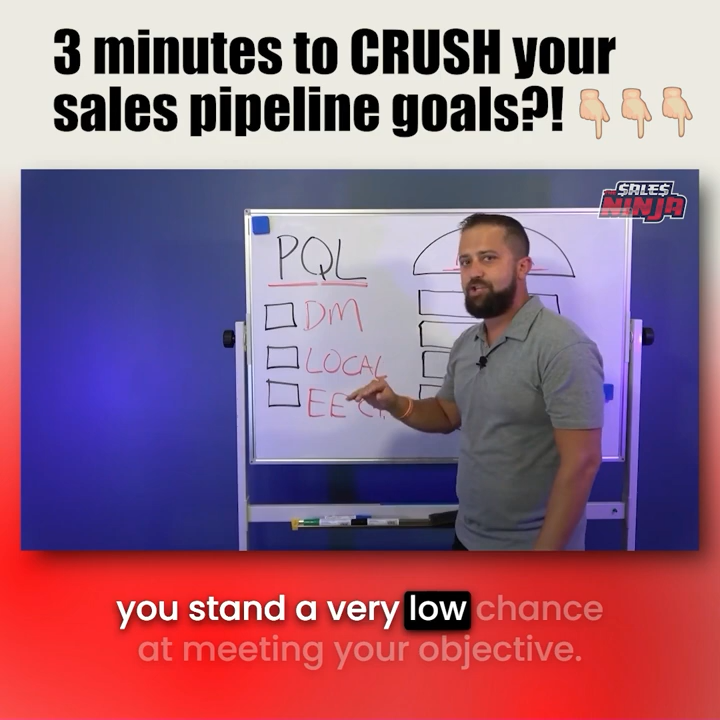 3 minutes to CRUSH your
sales pipeline goals?! 👇🏻👇🏻👇🏻
SALES
NINJA
PQL
DM
LOCAL
you stand a very low chance
at meeting your objective.